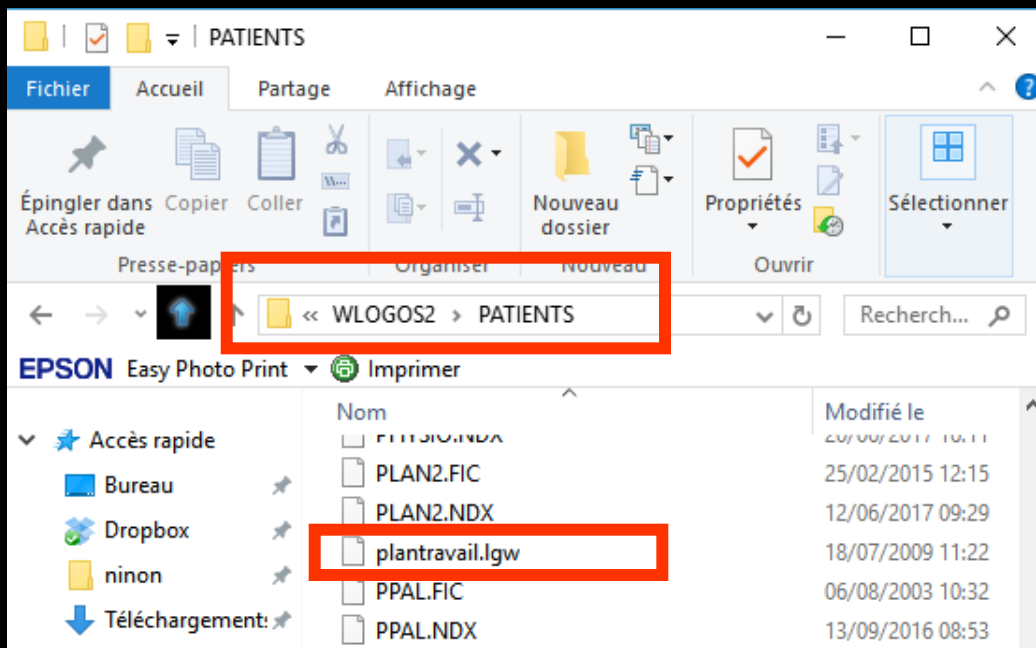 PATIENTS
Fichier Accueil Partage Affichage ?
Épingler dans Accès rapide
Copier Coller
Nouveau dossier
Propriétés
Sélectionner
Presse-papiers Organiser Nouveau Ouvrir
« WLOGOS2 > PATIENTS Recherch...
EPSON Easy Photo Print Imprimer
Nom Modifié le
PHYSIO.NDX
Accès rapide
PLAN2.FIC 25/02/2015 12:15
Bureau
PLAN2.NDX 12/06/2017 09:29
Dropbox
plantravail.lgw 18/07/2009 11:22
ninon
PPAL.FIC 06/08/2003 10:32
Téléchargement:
PPAL.NDX 13/09/2016 08:53